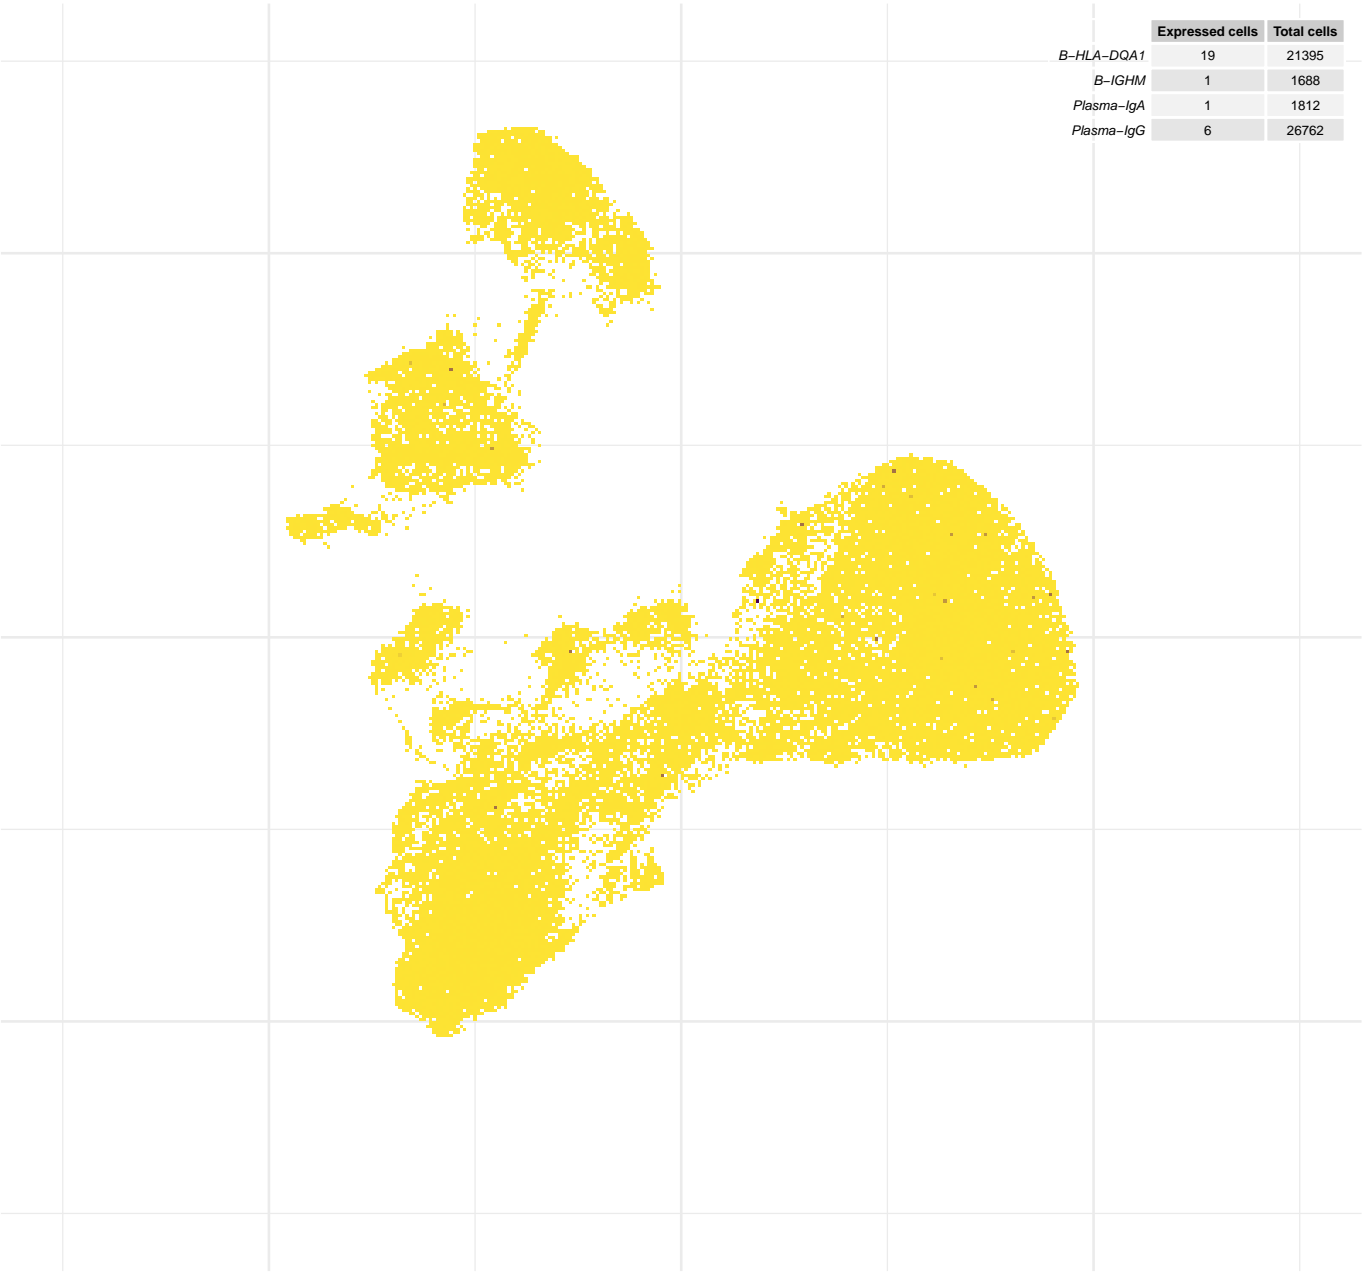 Expressed cells Total cells
B−HLA−DQA1 19 21395
B−IGHM 1 1688
Plasma−IgA 1 1812
Plasma−IgG 6 26762